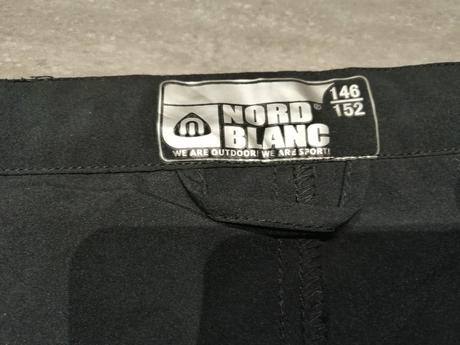 NORD®
BLANC
WE ARE OUTDOOR! WE ARE SPORT!
146
152